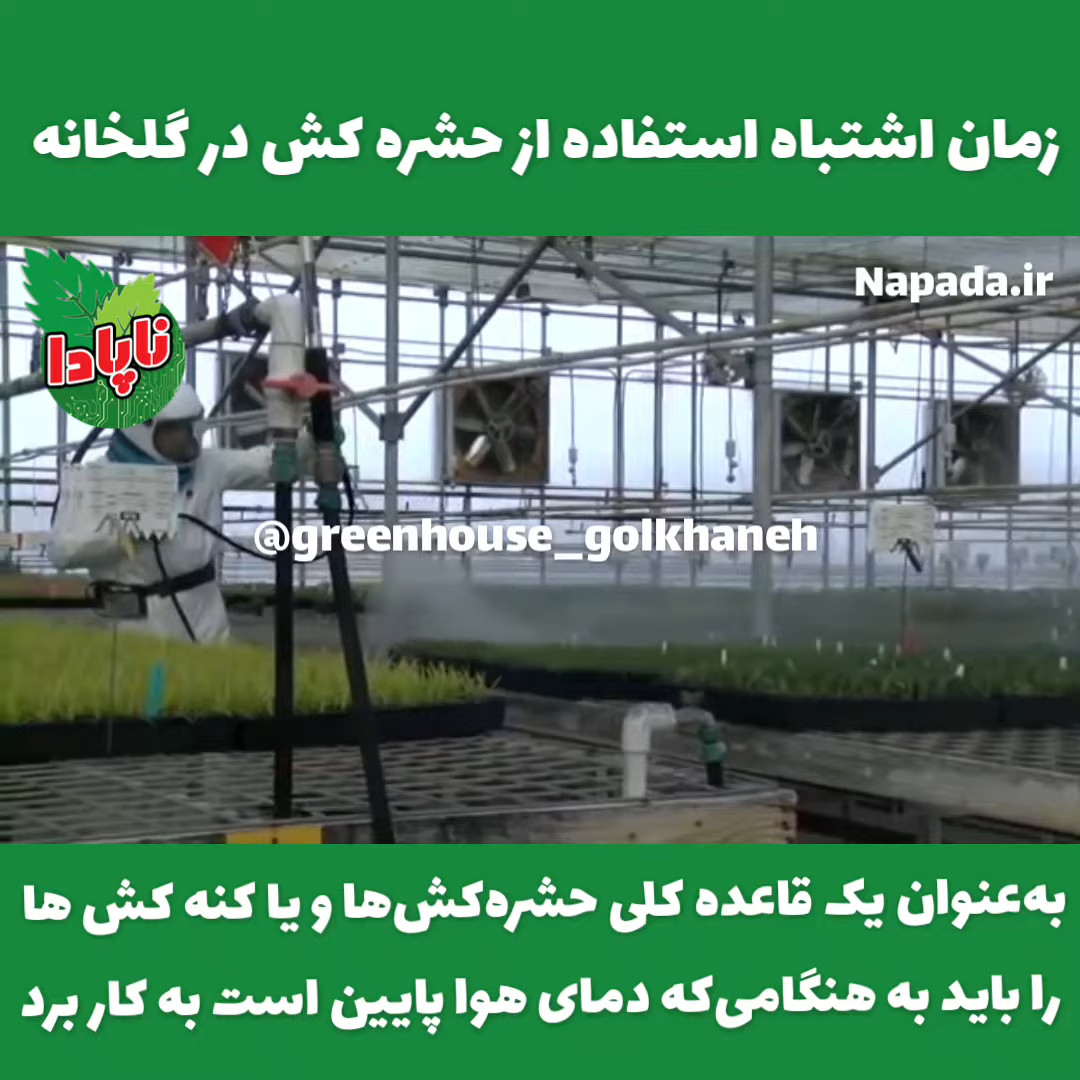 زمان اشتباه استفاده از حشره کش در گلخانه
Napada.ir
ناپادا
@greenhouse_golkhaneh
به‌عنوان یک قاعده کلی حشره‌کش‌ها و یا کنه کش ها
را باید به هنگامی‌که دمای هوا پایین است به کار برد